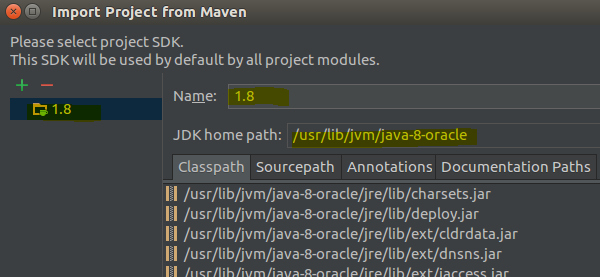 Import Project from Maven
Please select project SDK.
This SDK will be used by default by all project modules.
1.8
Name: 1.8
JDK home path: /usr/lib/jvm/java-8-oracle
Classpath Sourcepath Annotations Documentation Paths
/usr/lib/jvm/java-8-oracle/jre/lib/charsets.jar
/usr/lib/jvm/java-8-oracle/jre/lib/deploy.jar
/usr/lib/jvm/java-8-oracle/jre/lib/ext/cldrdata.jar
/usr/lib/jvm/java-8-oracle/jre/lib/ext/dnsns.jar
/usr/lib/jvm/java-8-oracle/jre/lib/ext/jaccess.jar